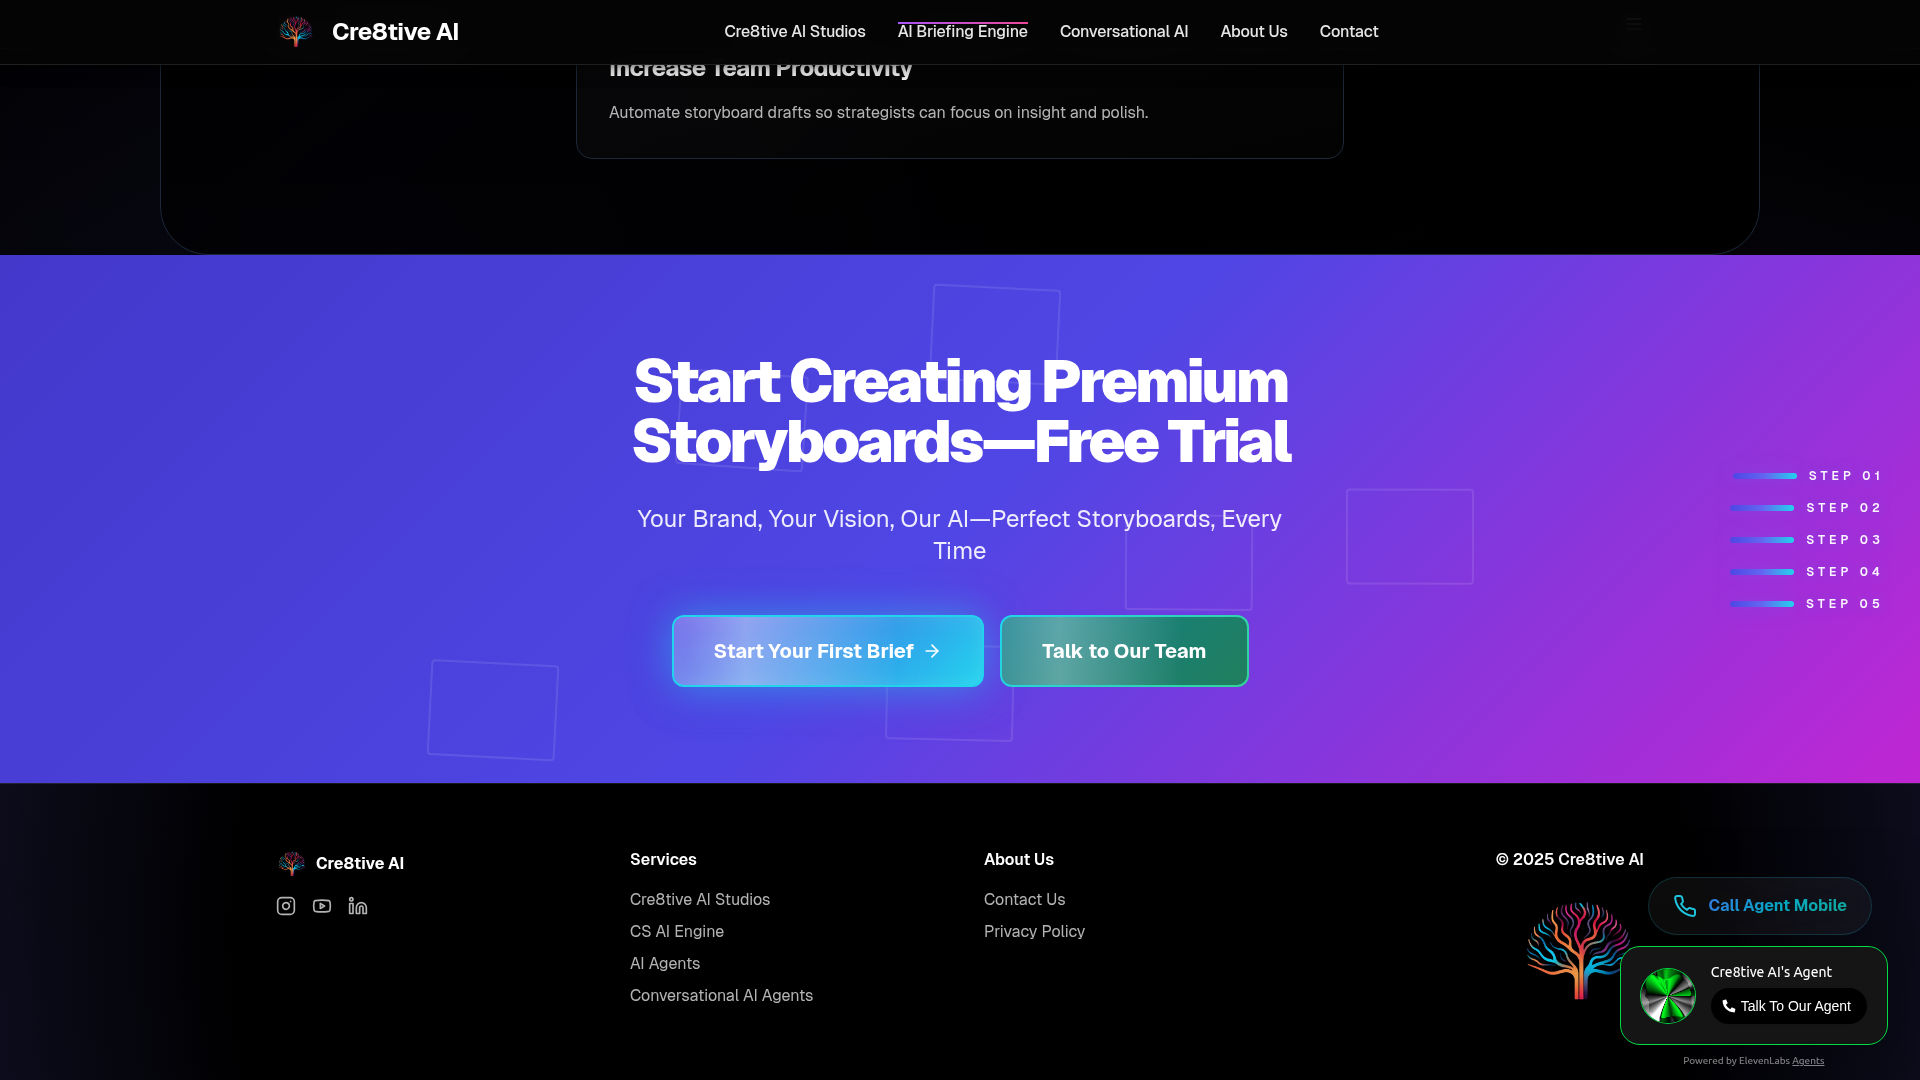 Cre8tive AI
Cre8tive AI Studios
AI Briefing Engine
Conversational AI
About Us
Contact
Increase Team Productivity
Automate storyboard drafts so strategists can focus on insight and polish.
Start Creating Premium
Storyboards—Free Trial
Your Brand, Your Vision, Our AI—Perfect Storyboards, Every
Time
Start Your First Brief
Talk to Our Team
STEP 01
STEP 02
STEP 03
STEP 04
STEP 05
Cre8tive AI
Services
Cre8tive AI Studios
CS AI Engine
AI Agents
Conversational AI Agents
About Us
Contact Us
Privacy Policy
© 2025 Cre8tive AI
Call Agent Mobile
Cre8tive AI's Agent
Talk To Our Agent
Powered by ElevenLabs Agents